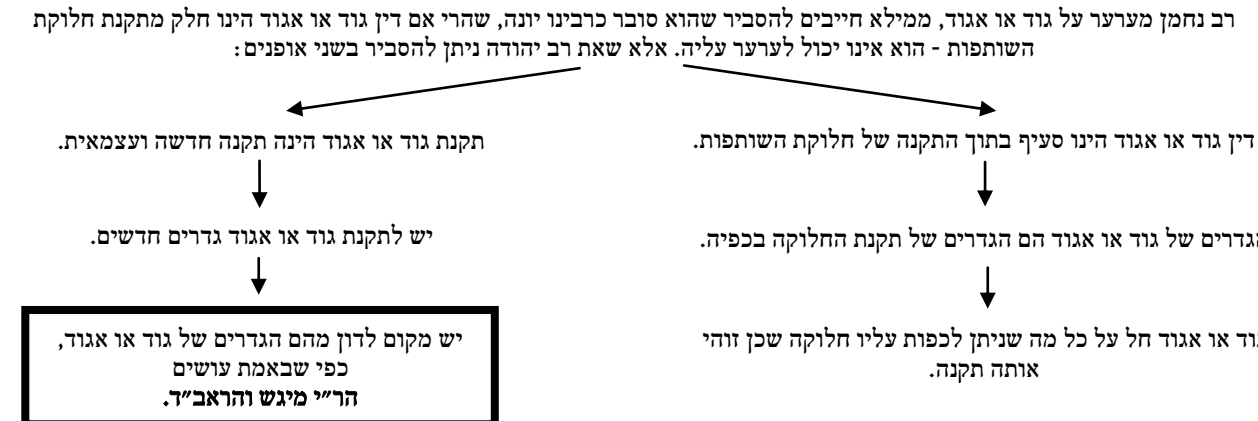 רב נחמן מערער על גוד או אגוד, ממילא חייבים להסביר שהוא סובר כרבינו יונה, שהרי אם דין גוד או אגוד הינו חלק מתקנת חלוקת
השותפות - הוא אינו יכול לערער עליה. אלא שאת רב יהודה ניתן להסביר בשני אופנים:
דין גוד או אגוד הינו סעיף בתוך התקנה של חלוקת השותפות.
תקנת גוד או אגוד הינה תקנה חדשה ועצמאית.
הגדרים של גוד או אגוד הם הגדרים של תקנת החלוקה בכפיה.
יש לתקנת גוד או אגוד גדרים חדשים.
גוד או אגוד חל על כל מה שניתן לכפות עליו חלוקה שכן זוהי
אותה תקנה.
יש מקום לדון מהם הגדרים של גוד או אגוד,
כפי שבאמת עושים
הר״י מיגש והראב״ד.